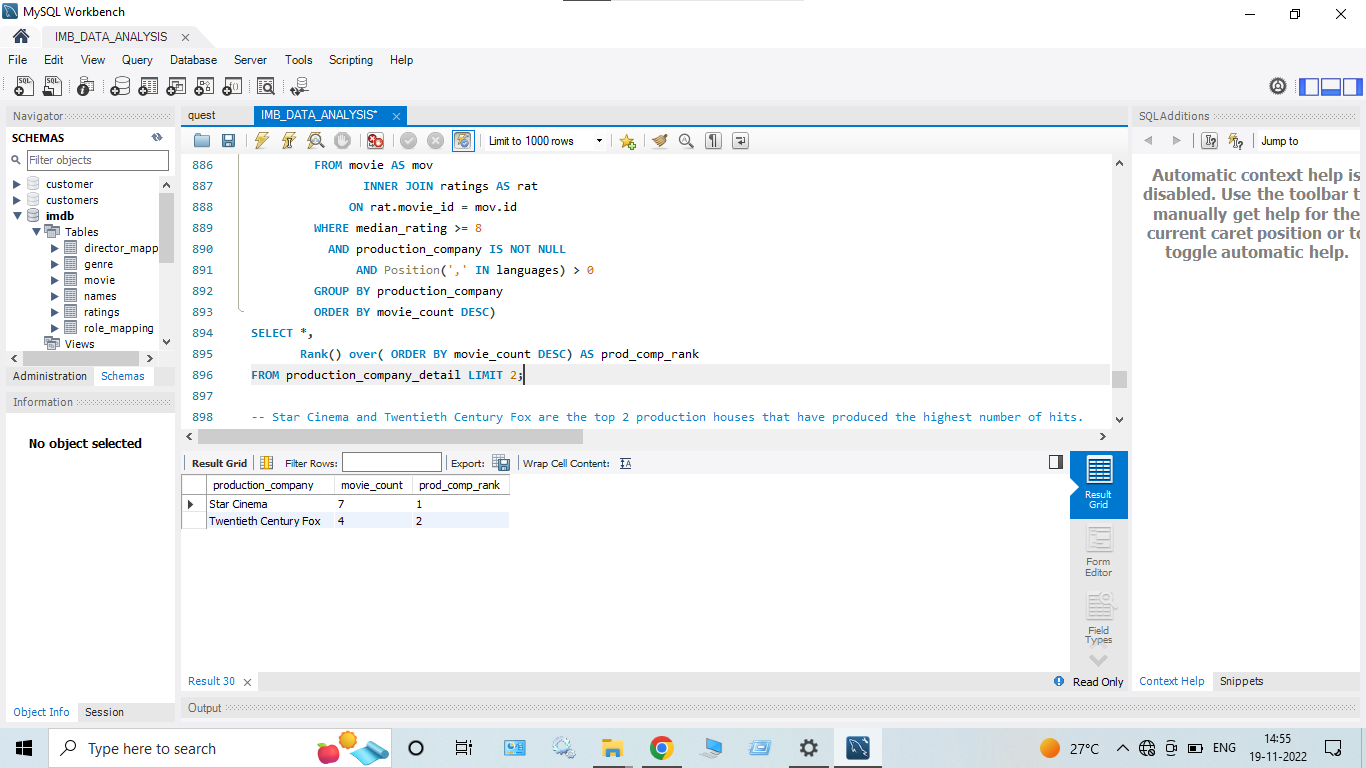 MySQL Workbench
IMB_DATA_ANALYSIS
File Edit View Query Database Server Tools Scripting Help
Navigator
SCHEMAS
Filter objects
customer
customers
imdb
Tables
director_mapp
genre
movie
names
ratings
role_mapping
Views
Administration Schemas
Information
No object selected
Object Info Session
quest IMB_DATA_ANALYSIS*
Limit to 1000 rows
886 FROM movie AS mov
887 INNER JOIN ratings AS rat
888 ON rat.movie_id = mov.id
889 WHERE median_rating >= 8
890 AND production_company IS NOT NULL
891 AND Position(',' IN languages) > 0
892 GROUP BY production_company
893 ORDER BY movie_count DESC)
894 SELECT *,
895 Rank() over( ORDER BY movie_count DESC) AS prod_comp_rank
896 FROM production_company_detail LIMIT 2;
897
898 -- Star Cinema and Twentieth Century Fox are the top 2 production houses that have produced the highest number of hits.
Result Grid Filter Rows: Export: Wrap Cell Content:
production_company movie_count prod_comp_rank
Star Cinema 7 1
Twentieth Century Fox 4 2
Result Grid
Form Editor
Field Types
Result 30
Read Only
Output
SQLAdditions
Jump to
Automatic context help is
disabled. Use the toolbar t
manually get help for the
current caret position or to
toggle automatic help.
Context Help Snippets
Type here to search
27°C
ENG
14:55
19-11-2022